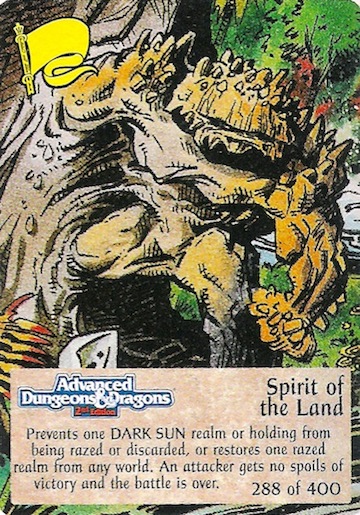 Advanced
Dungeons & Dragons
2nd Edition
Spirit of
the Land
Prevents one DARK SUN realm or holding from
being razed or discarded, or restores one razed
realm from any world. An attacker gets no spoils of
victory and the battle is over.
288 of 400